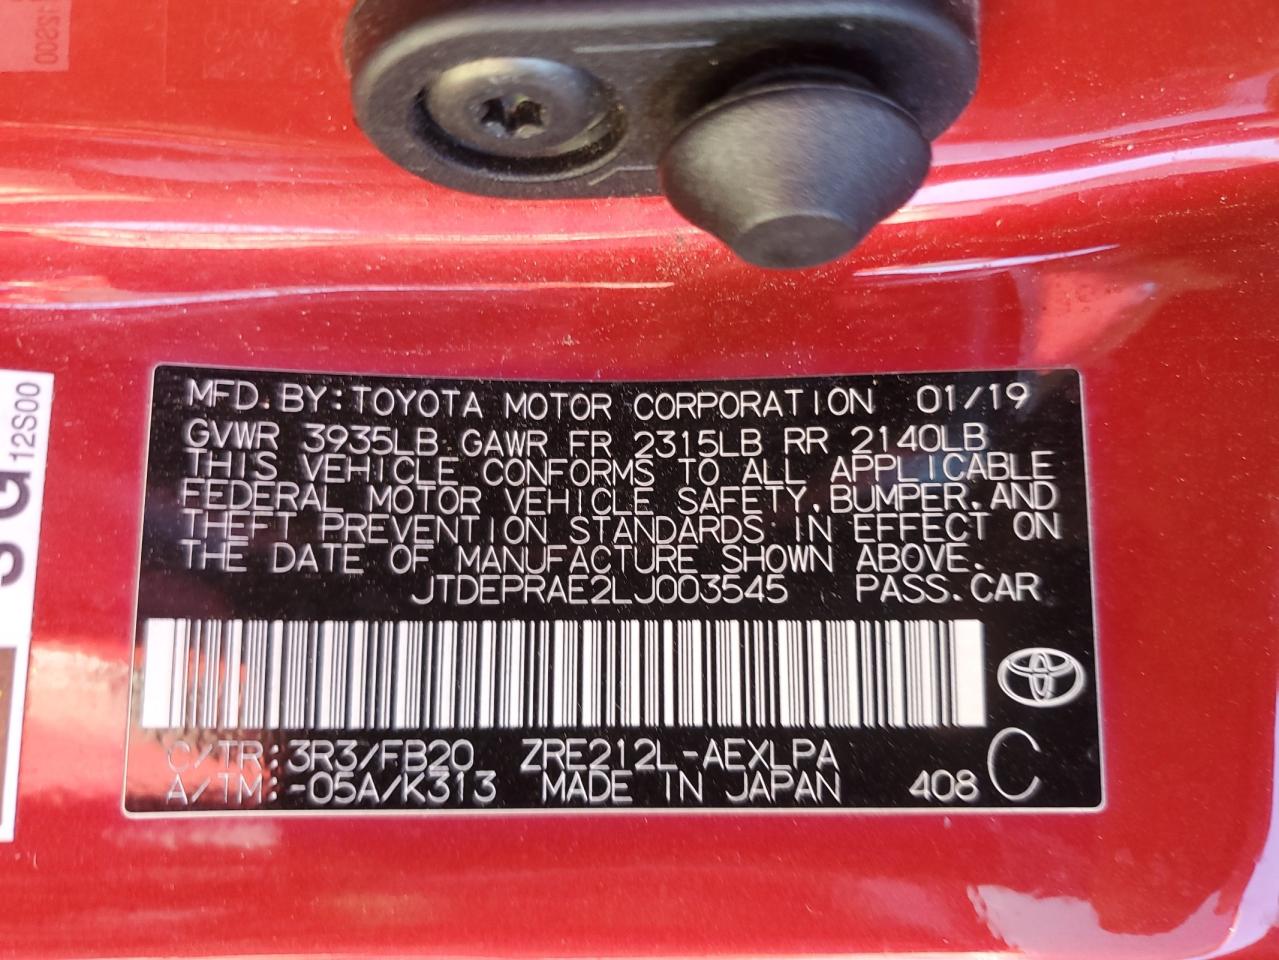 MFD.BY:TOYOTA MOTOR CORPORATION 01/19
GVWR 3935LB GAWR FR 2315LB RR 2140LB
THIS VEHICLE CONFORMS TO ALL APPLICABLE
FEDERAL MOTOR VEHICLE SAFETY,BUMPER,AND
THEFT PREVENTION STANDARDS IN EFFECT ON
THE DATE OF MANUFACTURE SHOWN ABOVE.
JTDEPRAE2LJ003545 PASS.CAR
C/TR:3R3/FB20 ZRE212L-AEXLPA C
A/TM:-05A/K313 MADE IN JAPAN 408
12S00